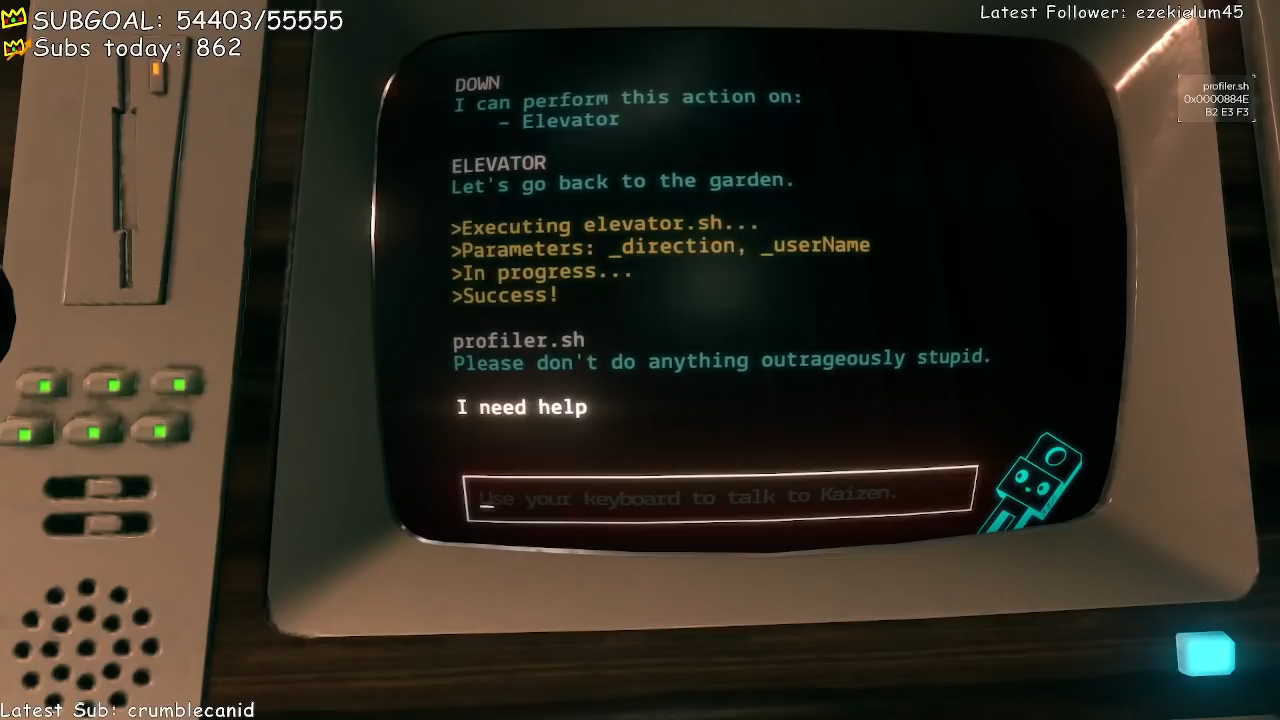 SUBGOAL: 54403/55555
Subs today: 862
Latest Follower: ezekielum45
profiler.sh
0x0000884E
B2 E3 F3
DOWN
I can perform this action on:
- Elevator
ELEVATOR
Let's go back to the garden.
>Executing elevator.sh...
>Parameters: _direction, _userName
>In progress...
>Success!
profiler.sh
Please don't do anything outrageously stupid.
I need help
Use your keyboard to talk to Kaizen.
Latest Sub: crumblecanid